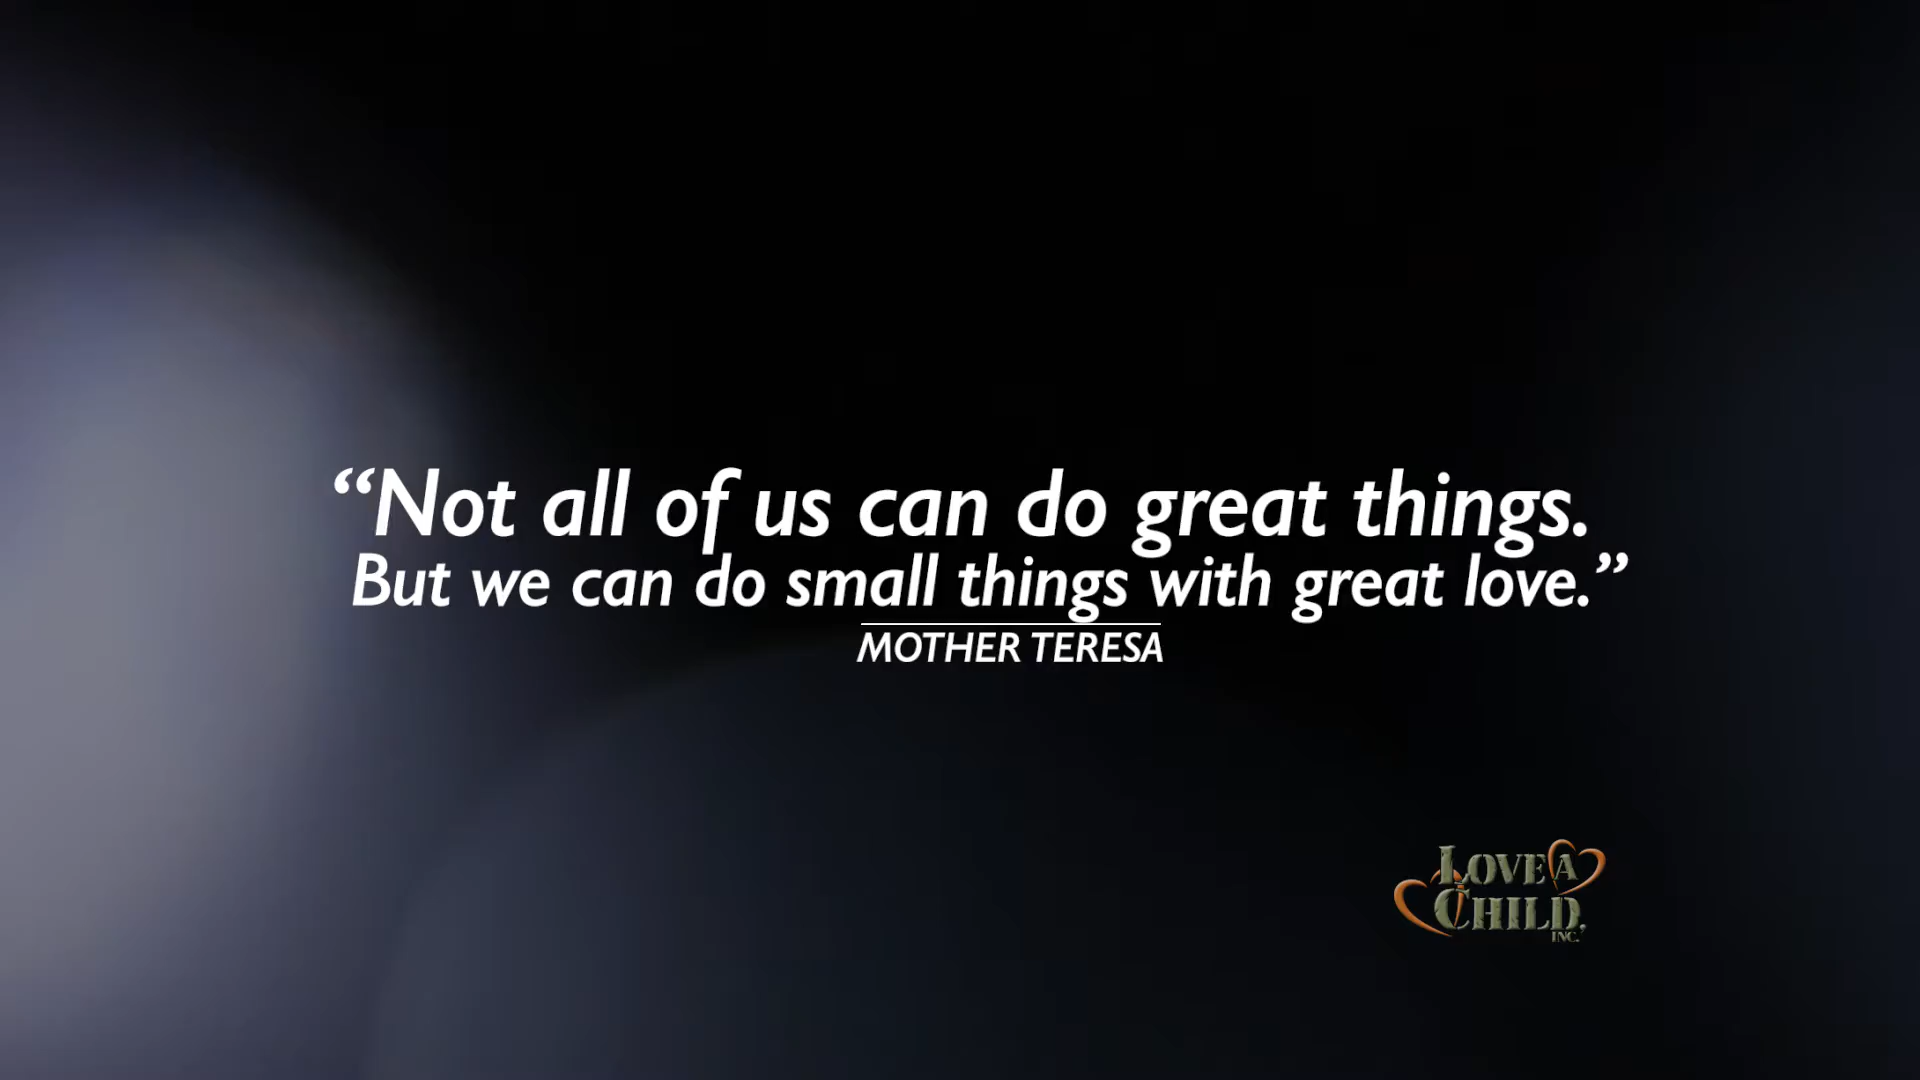 “Not all of us can do great things.
But we can do small things with great love.”
MOTHER TERESA
LOVE A
CHILD,
INC.